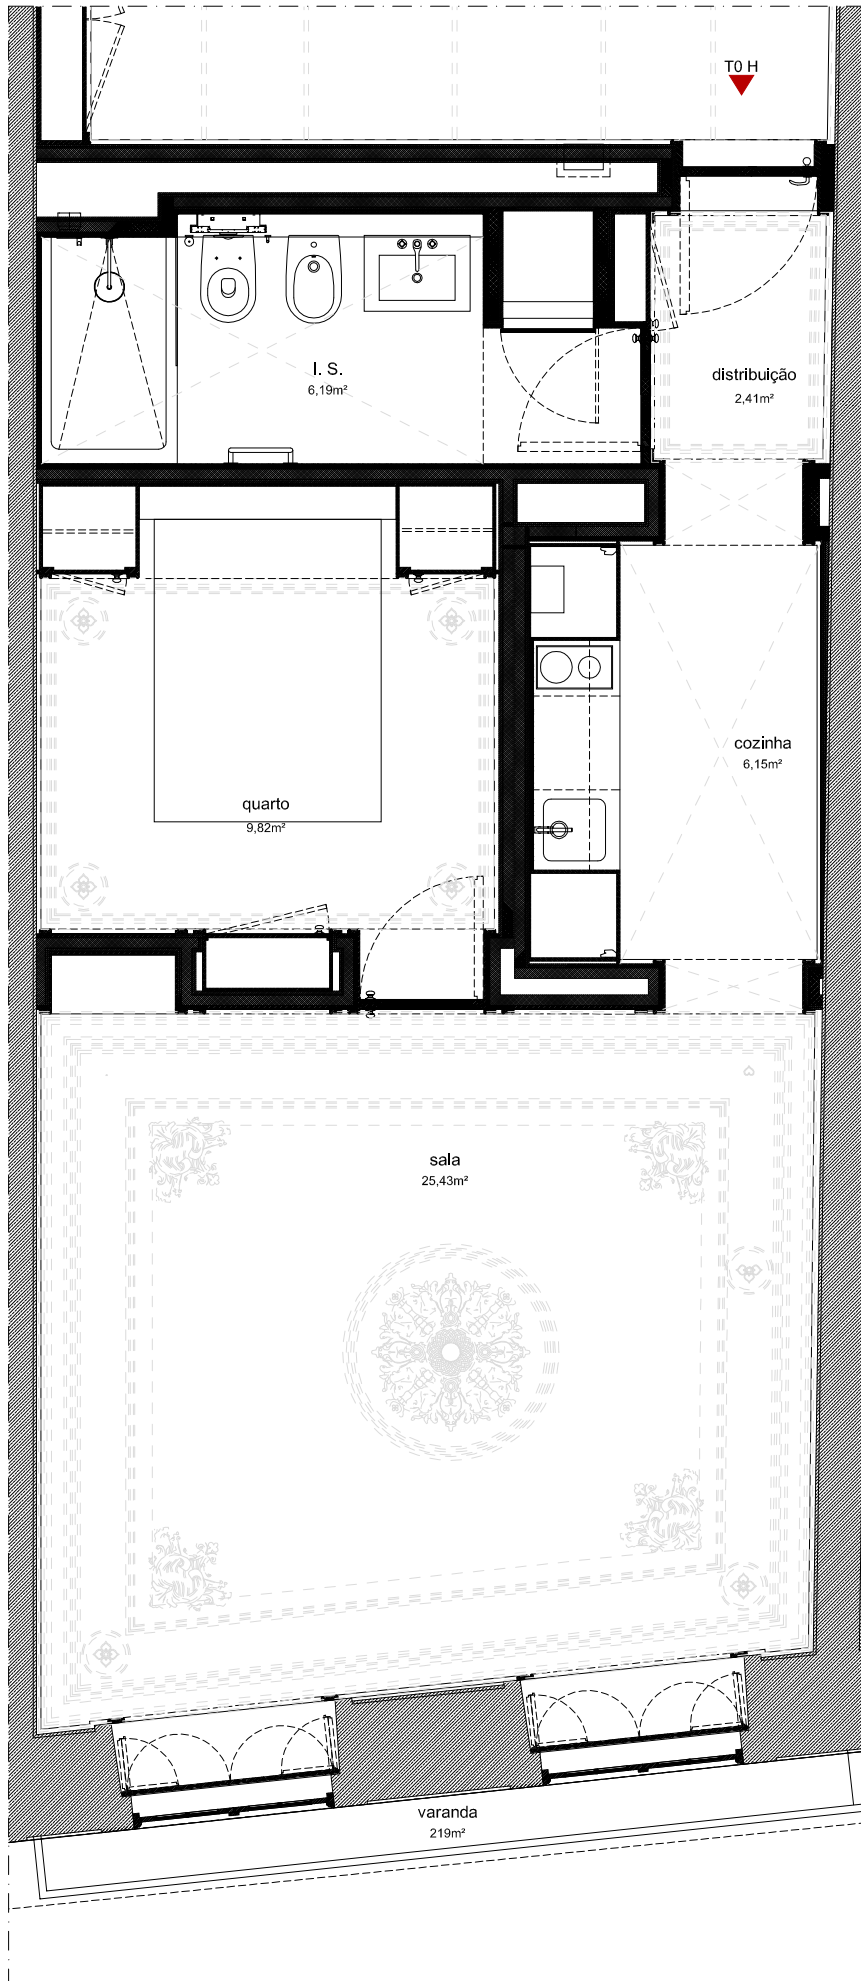 T0 H
I. S.
6,19m²
distribuição
2,41m²
cozinha
6,15m²
quarto
9,82m²
sala
25,43m²
varanda
219m²